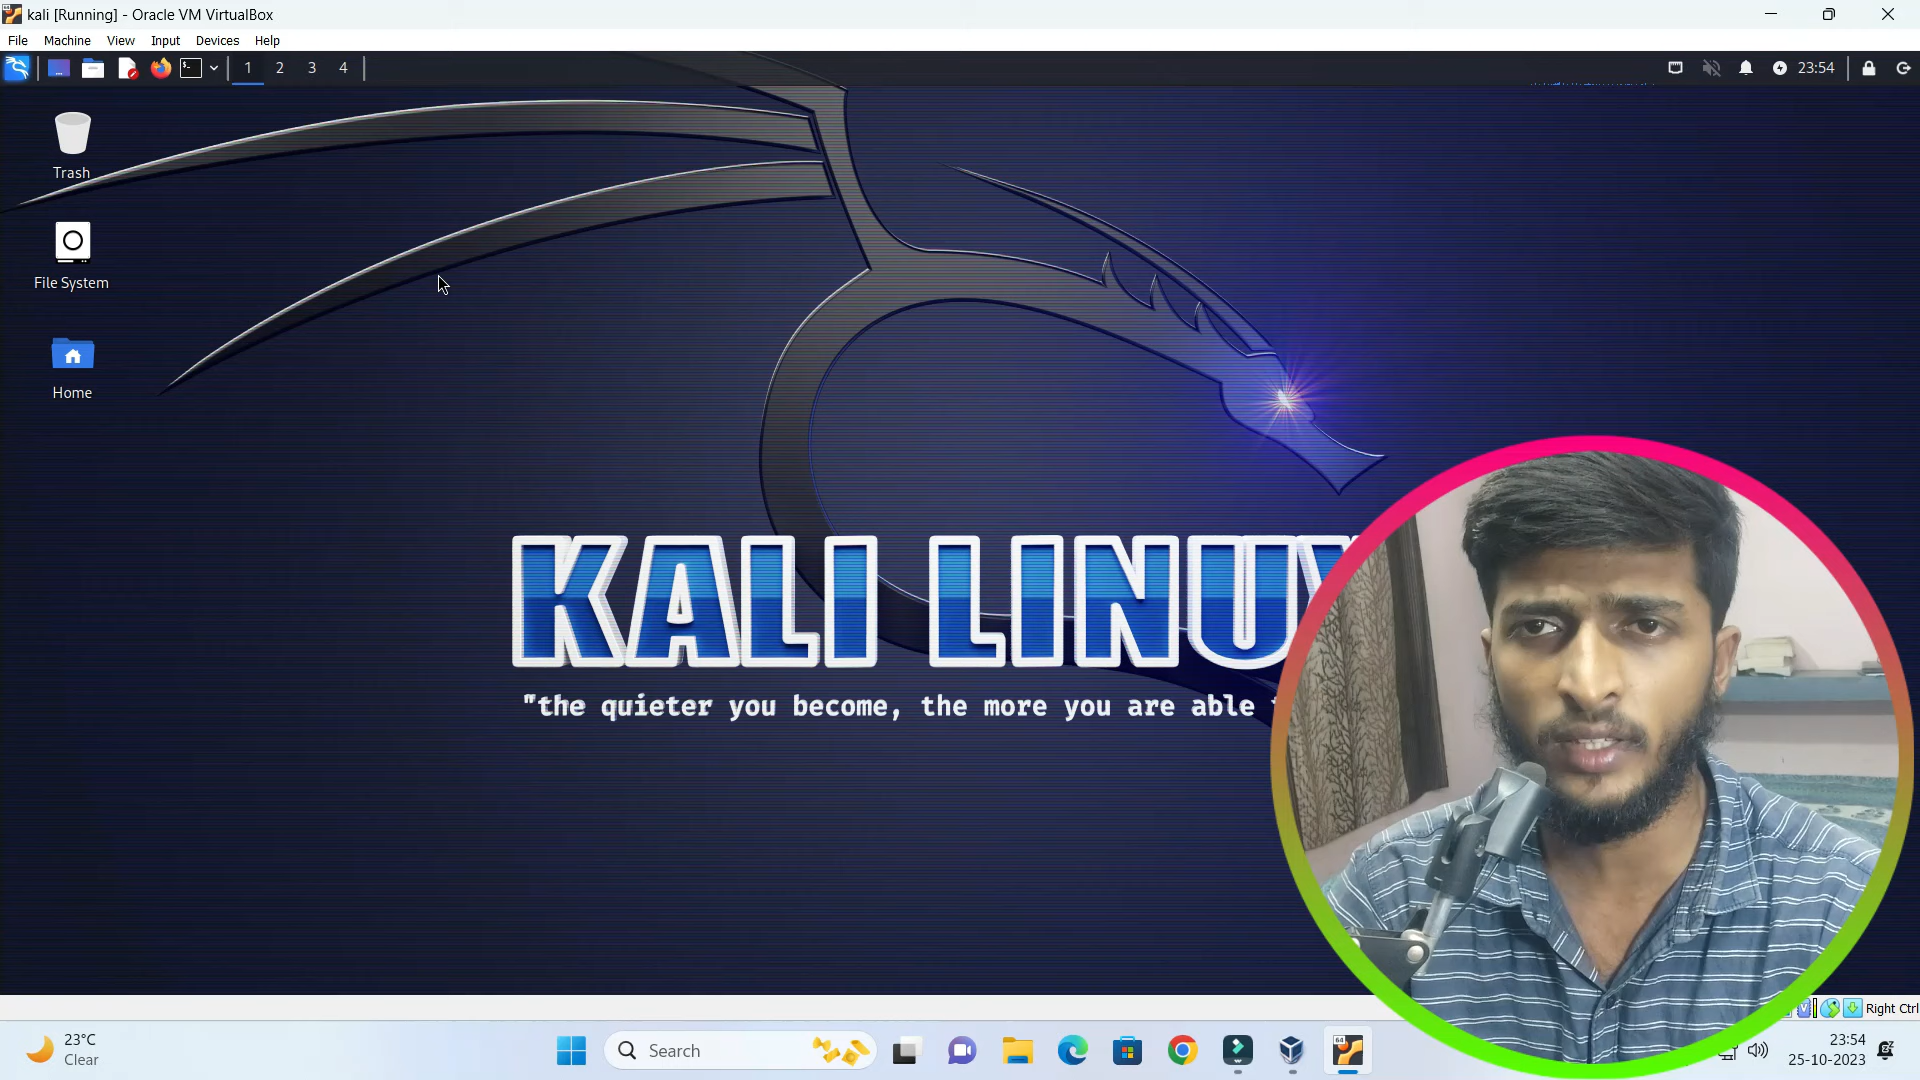 kali [Running] - Oracle VM VirtualBox
File Machine View Input Devices Help
1 2 3 4
23:54
Trash
File System
Home
KALI LINUX
"the quieter you become, the more you are able
Right Ctrl
23°C
Clear
Search
64
23:54
25-10-2023